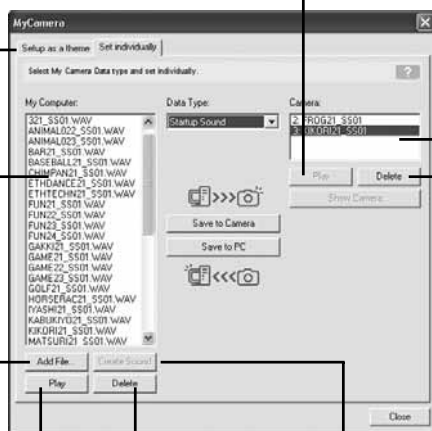 MyCamera
Setup as a theme Set individually
Select My Camera Data type and set individually.
My Computer:
321_SS01.WAV
ANIMAL022_SS01.WAV
ANIMAL023_SS01.WAV
BAR21_SS01.WAV
BASEBALL21_SS01.WAV
CHIMPAN21_SS01.WAV
ETHDANCE21_SS01.WAV
ETHTECHN21_SS01.WAV
FUN21_SS01.WAV
FUN22_SS01.WAV
FUN23_SS01.WAV
FUN24_SS01.WAV
GAKKI21_SS01.WAV
GAME21_SS01.WAV
GAME22_SS01.WAV
GAME23_SS01.WAV
GOLF21_SS01.WAV
HORSERAC21_SS01.WAV
IYASHI21_SS01.WAV
KABUKIYO21_SS01.WAV
KIKORI21_SS01.WAV
MATSURI21_SS01.WAV
Add File...
Create Sound
Play
Delete
Data Type:
Startup Sound
>>>
Save to Camera
Save to PC
<<<
Camera:
2: FROG21_SS01
3: KIKORI21_SS01
Play
Delete
Show Camera
Close